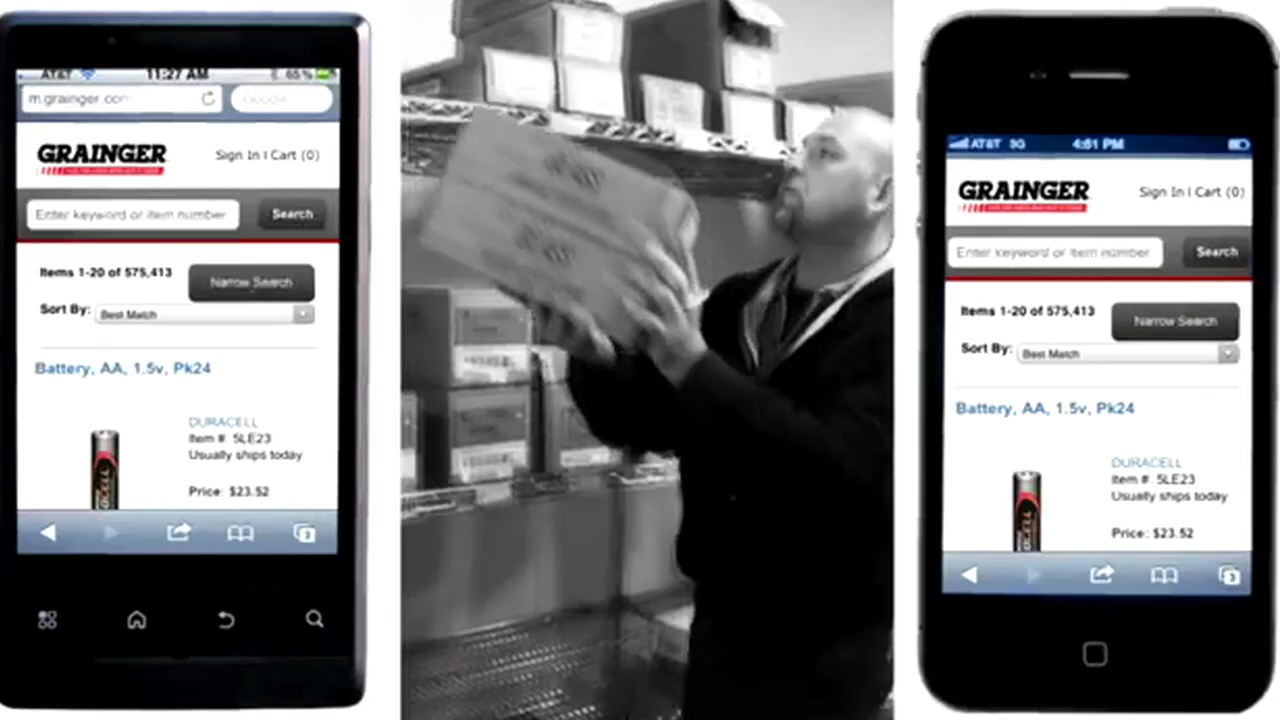 AT&T 11:27 AM 65%
m.grainger.com Google
GRAINGER
Sign In | Cart (0)
Enter keyword or item number Search
Items 1-20 of 575,413
Narrow Search
Sort By: Best Match
Battery, AA, 1.5v, Pk24
DURACELL
Item # 5LE23
Usually ships today
Price: $23.52
AT&T 3G 4:51 PM
GRAINGER
Sign In | Cart (0)
Enter keyword or item number Search
Items 1-20 of 575,413
Narrow Search
Sort By: Best Match
Battery, AA, 1.5v, Pk24
DURACELL
Item # 5LE23
Usually ships today
Price: $23.52